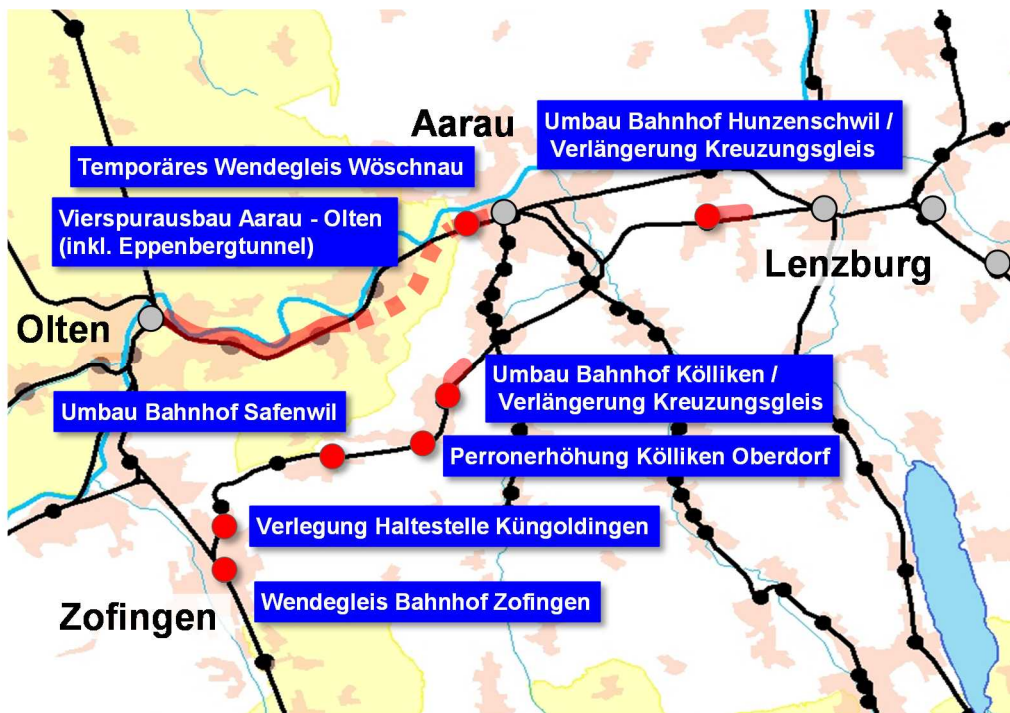 Aarau
Umbau Bahnhof Hunzenschwil /
Verlängerung Kreuzungsgleis
Temporäres Wendegleis Wöschnau
Vierspurausbau Aarau - Olten
(inkl. Eppenbergtunnel)
Lenzburg
Olten
Umbau Bahnhof Kölliken /
Verlängerung Kreuzungsgleis
Umbau Bahnhof Safenwil
Perronerhöhung Kölliken Oberdorf
Verlegung Haltestelle Küngoldingen
Wendegleis Bahnhof Zofingen
Zofingen